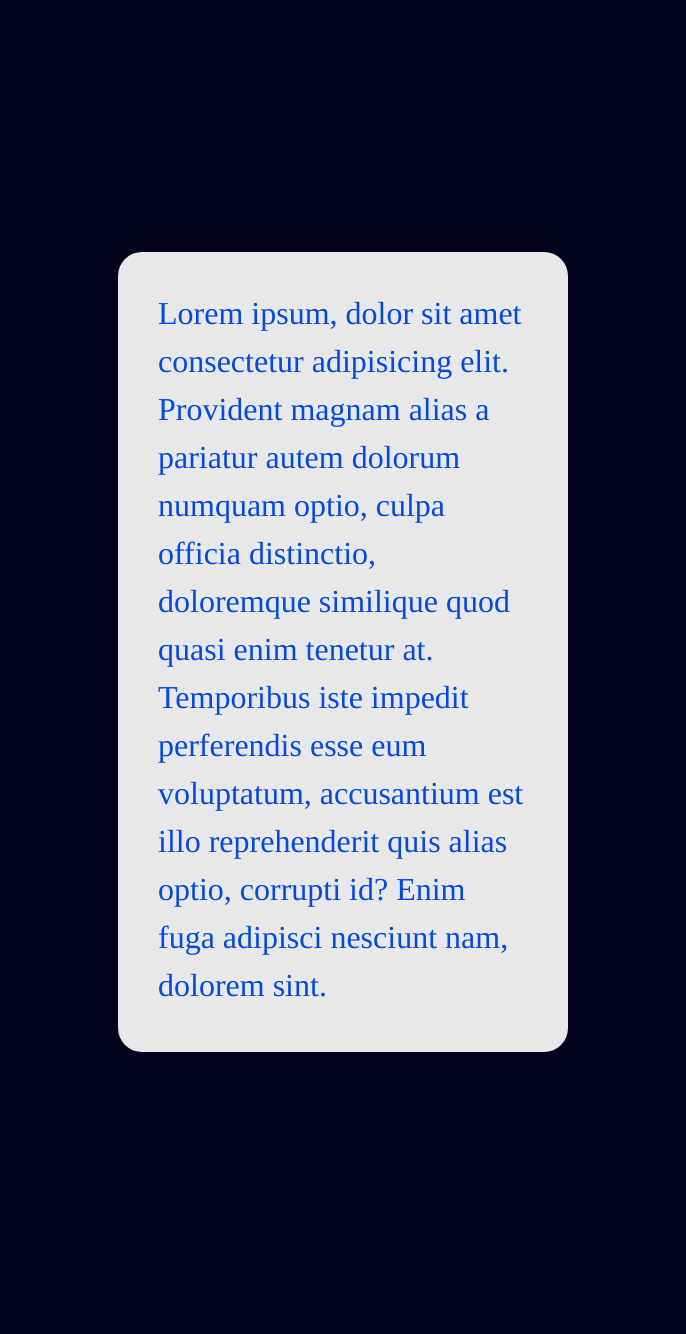 Lorem ipsum, dolor sit amet
consectetur adipisicing elit.
Provident magnam alias a
pariatur autem dolorum
numquam optio, culpa
officia distinctio,
doloremque similique quod
quasi enim tenetur at.
Temporibus iste impedit
perferendis esse eum
voluptatum, accusantium est
illo reprehenderit quis alias
optio, corrupti id? Enim
fuga adipisci nesciunt nam,
dolorem sint.